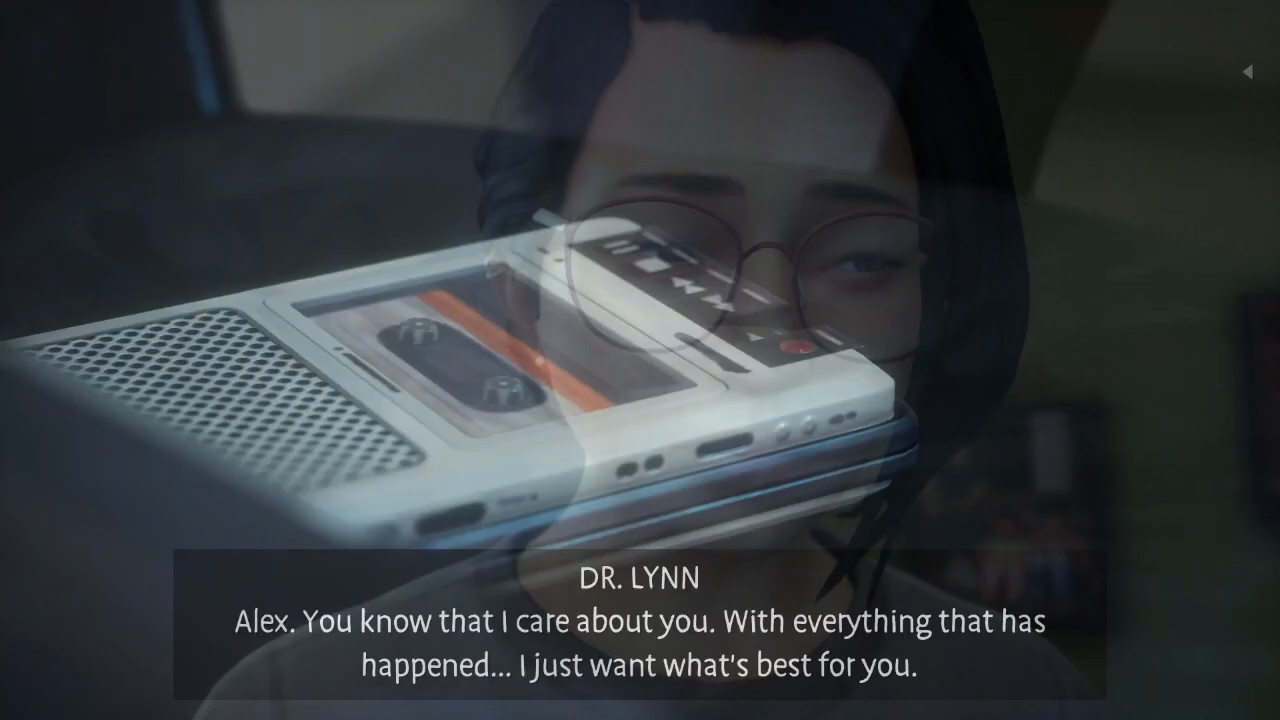 DR. LYNN
Alex. You know that I care about you. With everything that has
happened... I just want what's best for you.